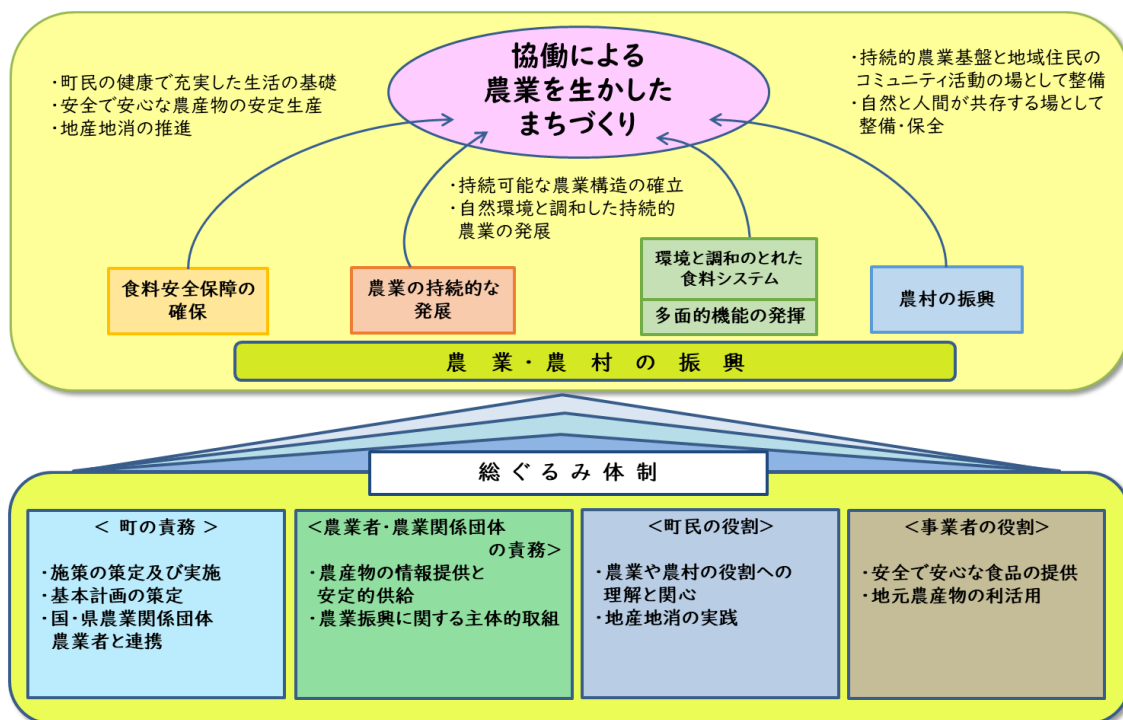 協働による
農業を生かした
まちづくり
・町民の健康で充実した生活の基礎
・安全で安心な農産物の安定生産
・地産地消の推進
・持続的農業基盤と地域住民の
コミュニティ活動の場として整備
・自然と人間が共存する場として
整備・保全
・持続可能な農業構造の確立
・自然環境と調和した持続的
農業の発展
食料安全保障の
確保
農業の持続的な
発展
環境と調和のとれた
食料システム
多面的機能の発揮
農村の振興
農業・農村の振興
総ぐるみ体制
＜ 町の責務 ＞
・施策の策定及び実施
・基本計画の策定
・国・県農業関係団体
農業者と連携
＜農業者・農業関係団体
の責務＞
・農産物の情報提供と
安定的供給
・農業振興に関する主体的取組
＜町民の役割＞
・農業や農村の役割への
理解と関心
・地産地消の実践
＜事業者の役割＞
・安全で安心な食品の提供
・地元農産物の利活用